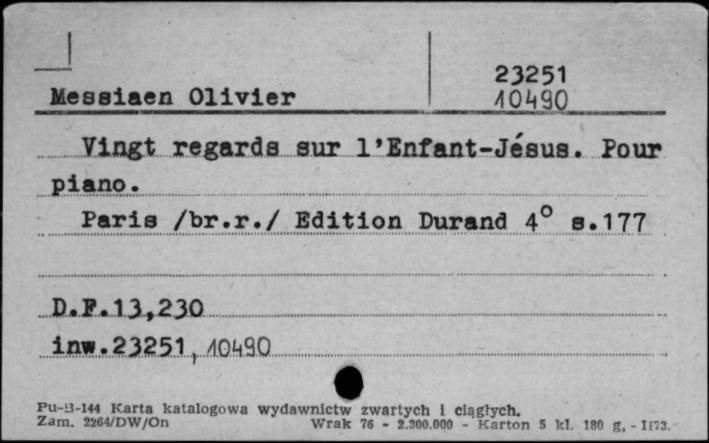 23251
Messiaen Olivier 10490
Vingt regards sur l'Enfant-Jésus. Pour
piano.
Paris /br.r./ Edition Durand 4° s.177
D.F.13,230
inw.23251, 10490
Pu-B-144 Karta katalogowa wydawnictw zwartych i ciągłych.
Zam. 2264/DW/On Wrak 76 - 2.300.000 - Karton 5 kl. 180 g,